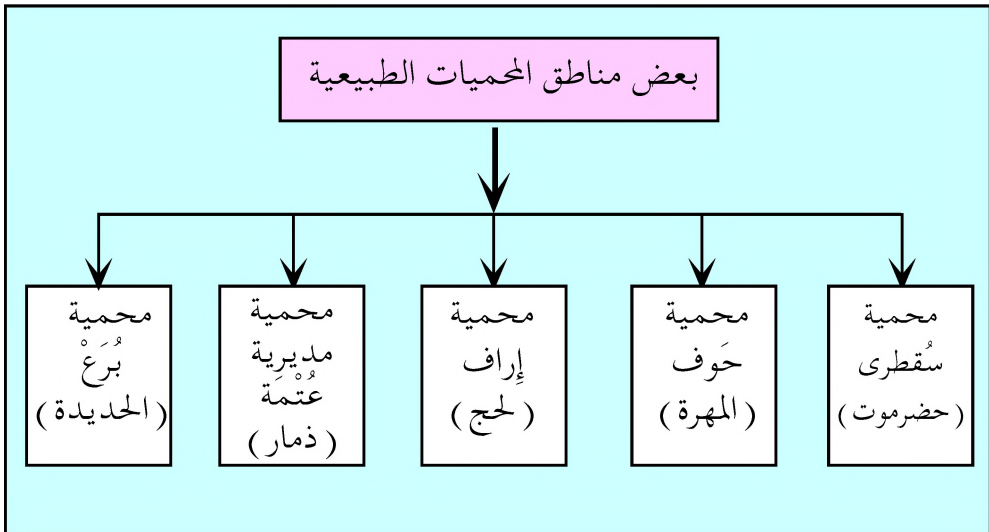 بعض مناطق المحميات الطبيعية
محمية
سُقطرى
(حضرموت)
محمية
حَوف
(المهرة)
محمية
إراف
(لحج)
محمية
مديرية
عُتْمَة
(ذمار)
محمية
بُرَعْ
(الحديدة)